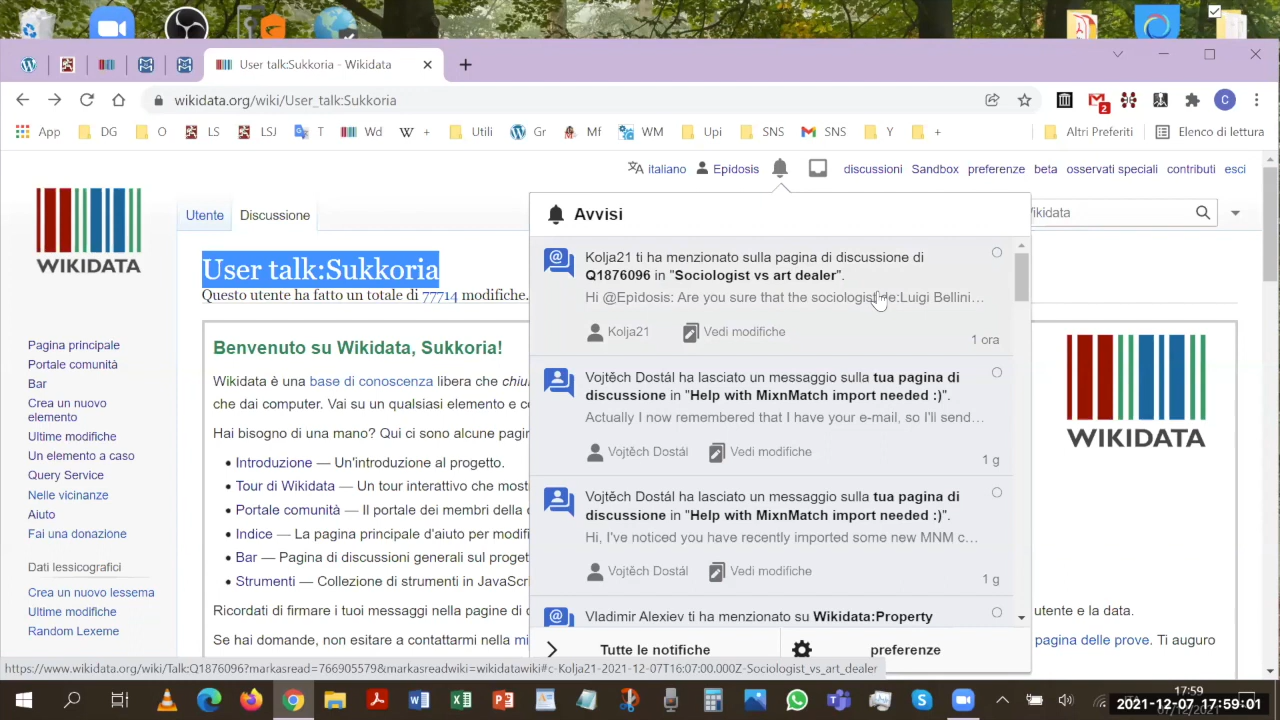 User talk:Sukkoria - Wikidata
wikidata.org/wiki/User_talk:Sukkoria
2
C
App DG O LS LSJ T Wd + Utili Gr Mf WM Upi SNS SNS Y + Altri Preferiti Elenco di lettura
italiano Epìdosis discussioni Sandbox preferenze beta osservati speciali contributi esci
WIKIDATA
Utente Discussione
ikidata
Avvisi
User talk:Sukkoria
Questo utente ha fatto un totale di 77714 modifiche.
Benvenuto su Wikidata, Sukkoria!
Wikidata è una base di conoscenza libera che
che dai computer. Vai su un qualsiasi elemento e
Hai bisogno di una mano? Qui ci sono alcune
• Introduzione — Un'introduzione al progetto.
• Tour di Wikidata — Un tour interattivo che
• Portale comunità — Il portale dei membri della
• Indice — La pagina principale d'aiuto per
• Bar — Pagina di discussioni generali sul
• Strumenti — Collezione di strumenti in
Ricordati di firmare i tuoi messaggi nella pagine di
utente e la data.
Se hai domande, non esitare a contattarmi nella
pagina delle prove. Ti auguro
WIKIDATA
Pagina principale
Portale comunità
Bar
Crea un nuovo
elemento
Ultime modifiche
Un elemento a caso
Query Service
Nelle vicinanze
Aiuto
Fai una donazione
Dati lessicografici
Crea un nuovo lessema
Ultime modifiche
Random Lexeme
Kolja21 ti ha menzionato sulla pagina di discussione di
Q1876096 in "Sociologist vs art dealer".
Hi @Epìdosis: Are you sure that the sociologist de:Luigi Bellini…
Kolja21 Vedi modifiche
1 ora
Vojtěch Dostál ha lasciato un messaggio sulla tua pagina di
discussione in "Help with MixnMatch import needed :)".
Actually I now remembered that I have your e-mail, so I'll send…
Vojtěch Dostál Vedi modifiche
1 g
Vojtěch Dostál ha lasciato un messaggio sulla tua pagina di
discussione in "Help with MixnMatch import needed :)".
Hi, I've noticed you have recently imported some new MNM c…
Vojtěch Dostál Vedi modifiche
1 g
Vladimir Alexiev ti ha menzionato su Wikidata:Property
Tutte le notifiche preferenze
https://www.wikidata.org/wiki/Talk:Q1876096?markasread=766905579&markasreadwiki=wikidatawiki#c-Kolja21-2021-12-07T16:07:00.000Z-Sociologist_vs_art_dealer
17:59
2021-12-07 17:59:01